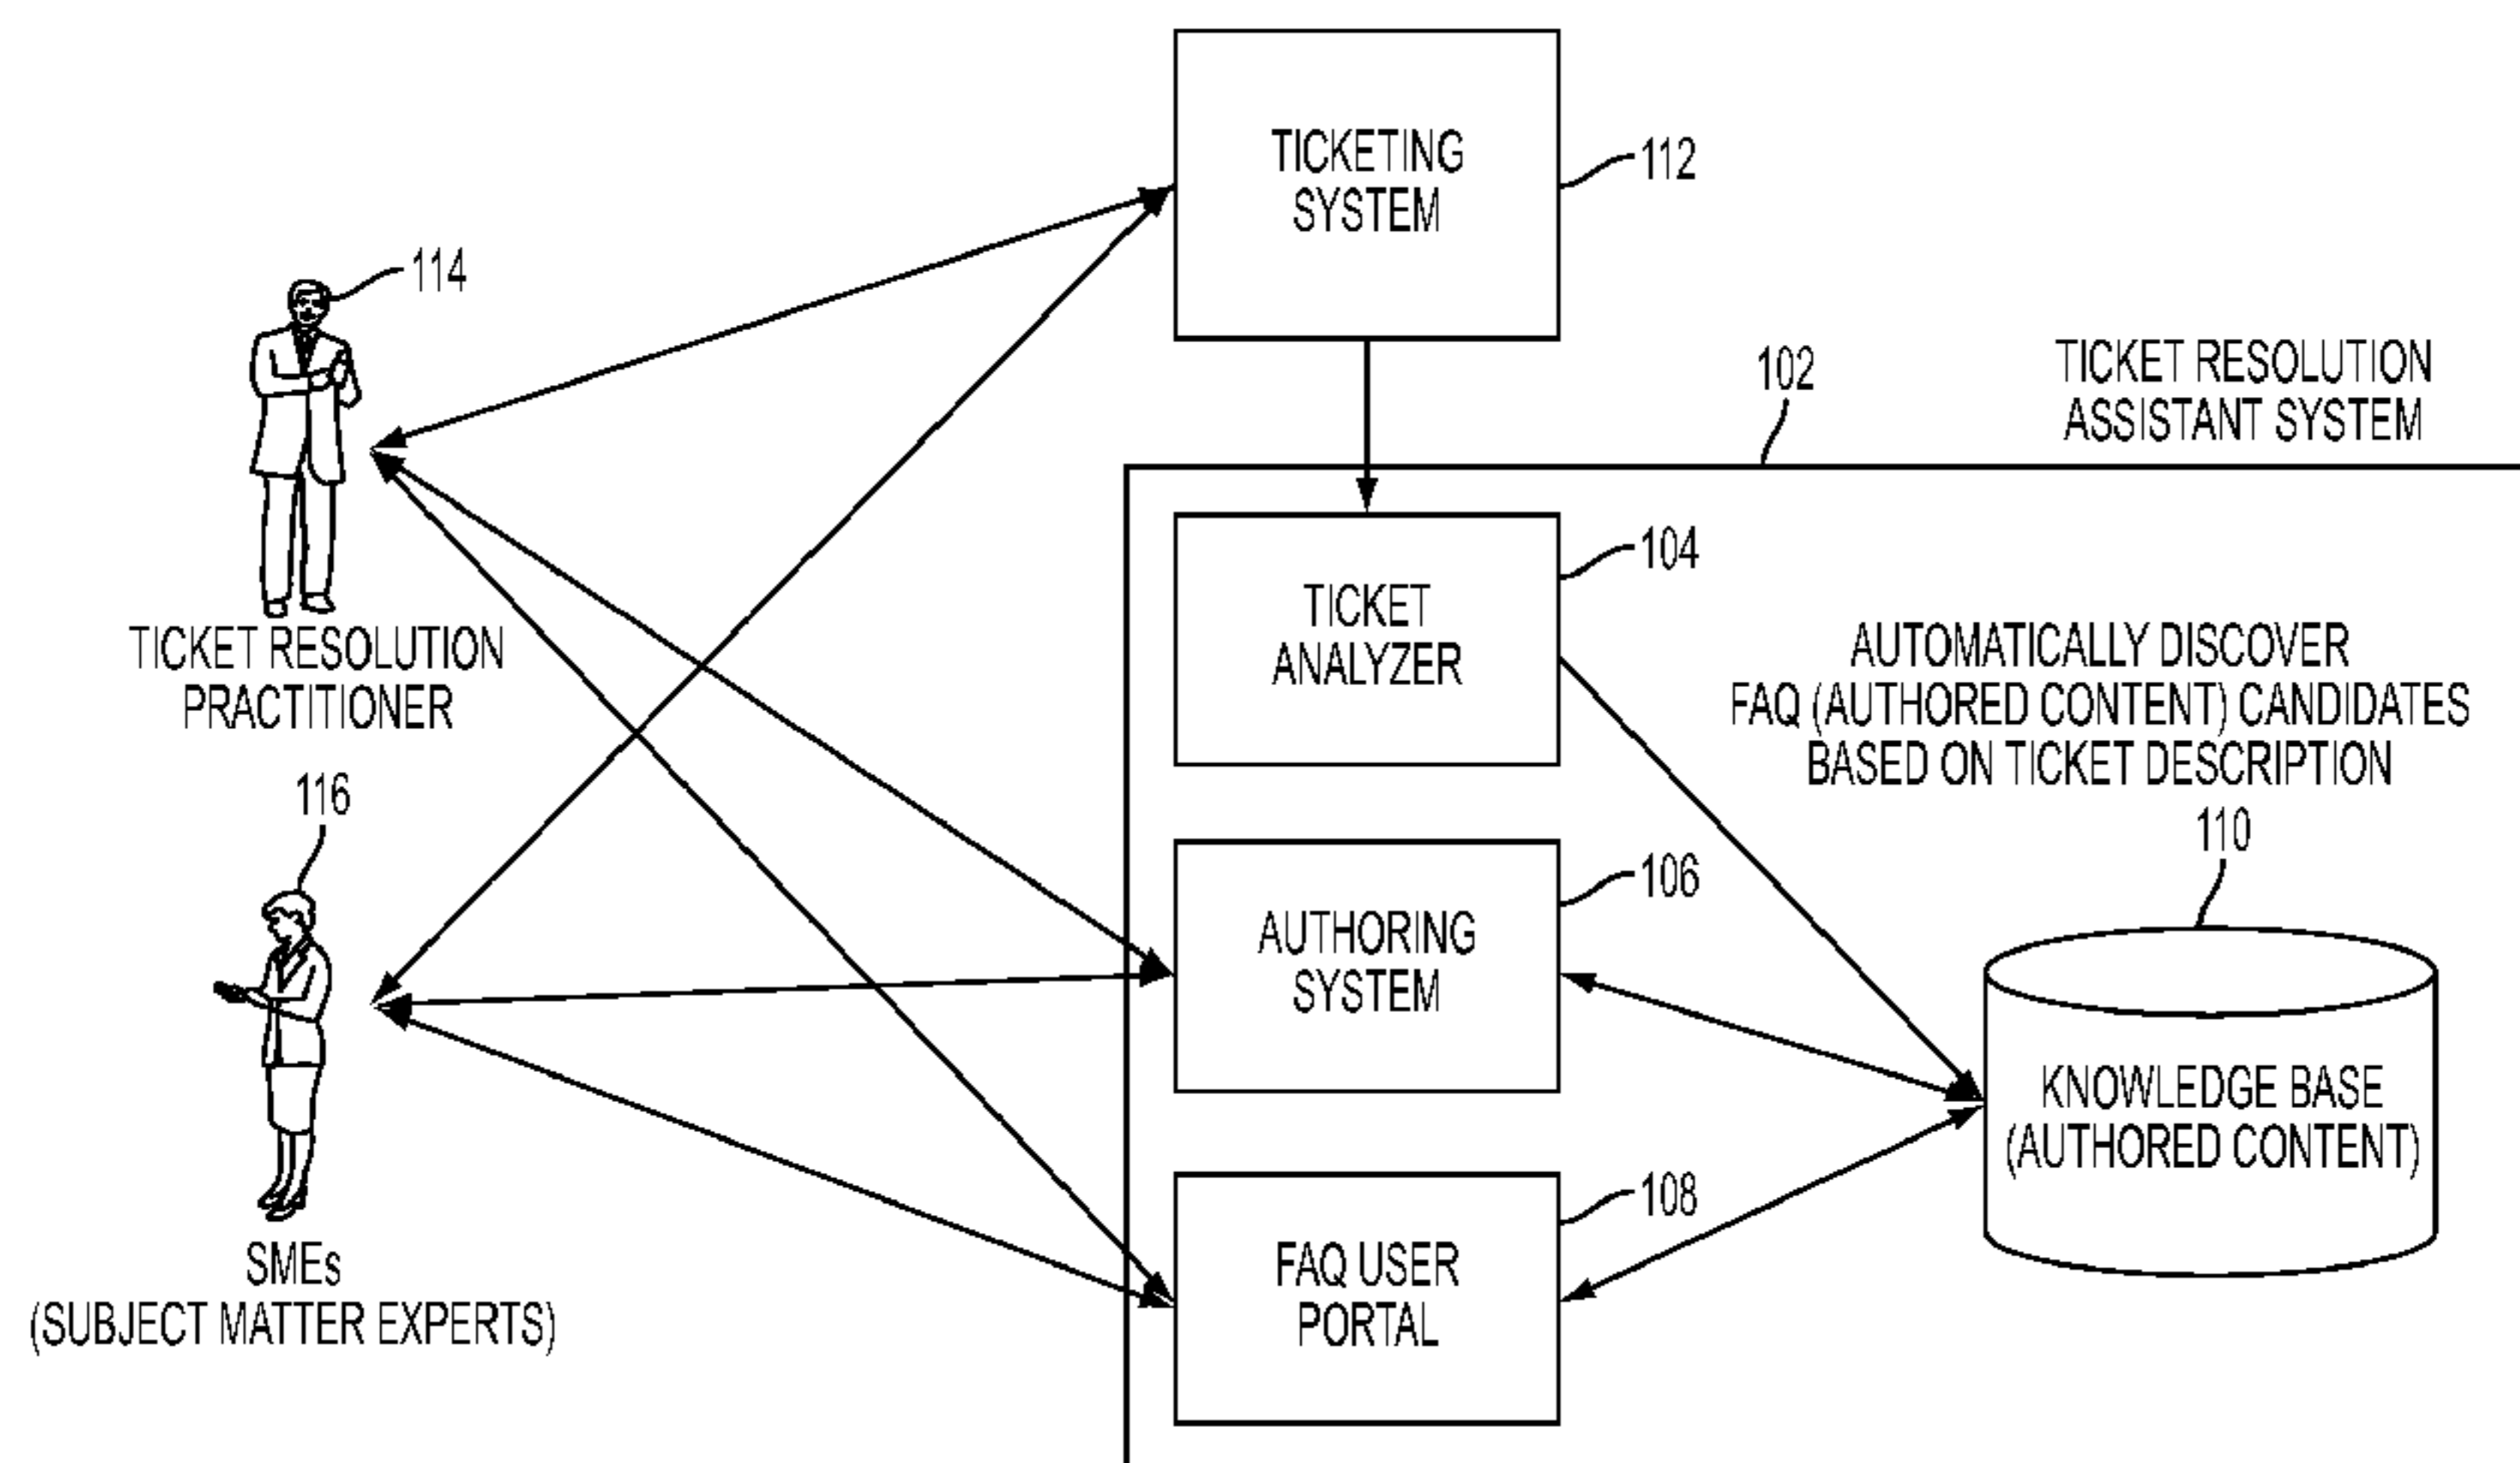 TICKETING
SYSTEM
112
114
102
TICKET RESOLUTION
ASSISTANT SYSTEM
104
TICKET
ANALYZER
TICKET RESOLUTION
PRACTITIONER
AUTOMATICALLY DISCOVER
FAQ (AUTHORED CONTENT) CANDIDATES
BASED ON TICKET DESCRIPTION
116
110
106
AUTHORING
SYSTEM
KNOWLEDGE BASE
(AUTHORED CONTENT)
108
FAQ USER
PORTAL
SMEs
(SUBJECT MATTER EXPERTS)